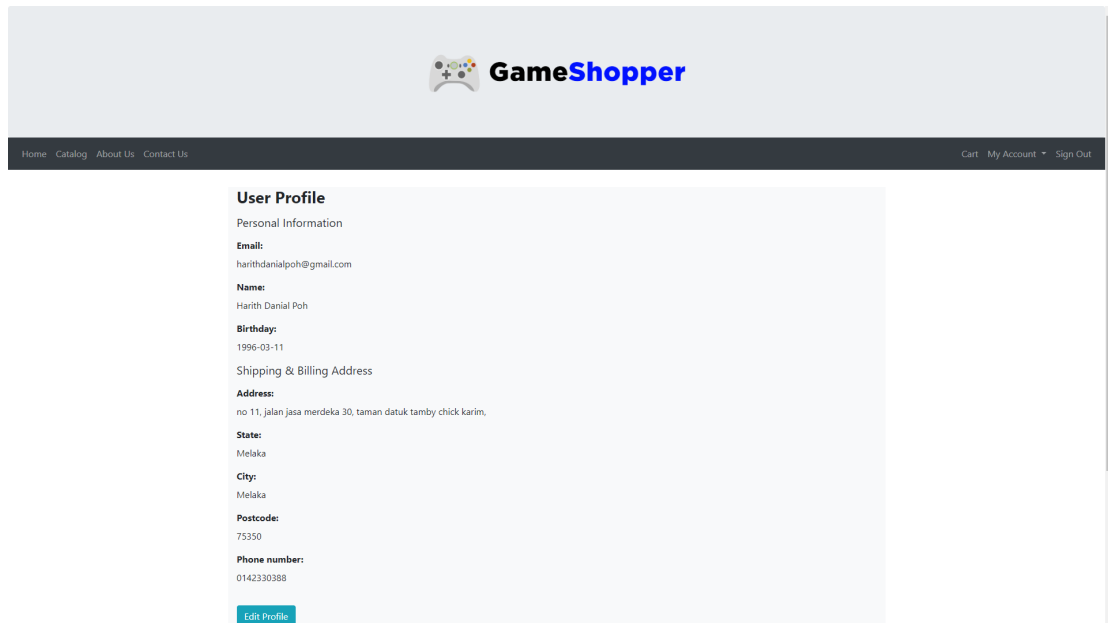 GameShopper
Home Catalog About Us Contact Us Cart My Account Sign Out
User Profile
Personal Information
Email:
harithdanialpoh@gmail.com
Name:
Harith Danial Poh
Birthday:
1996-03-11
Shipping & Billing Address
Address:
no 11, jalan jasa merdeka 30, taman datuk tamby chick karim,
State:
Melaka
City:
Melaka
Postcode:
75350
Phone number:
0142330388
Edit Profile